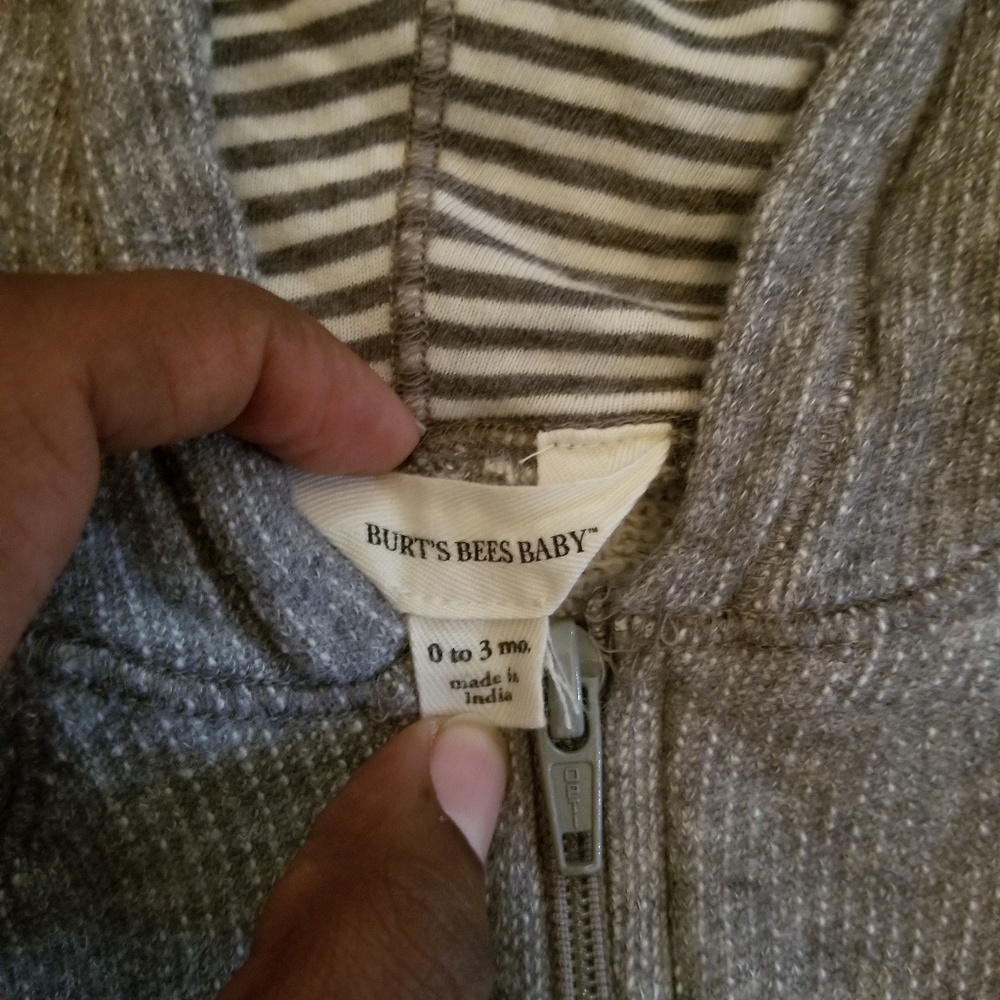 BURT'S BEES BABY™
0 to 3 mo.
made in
India